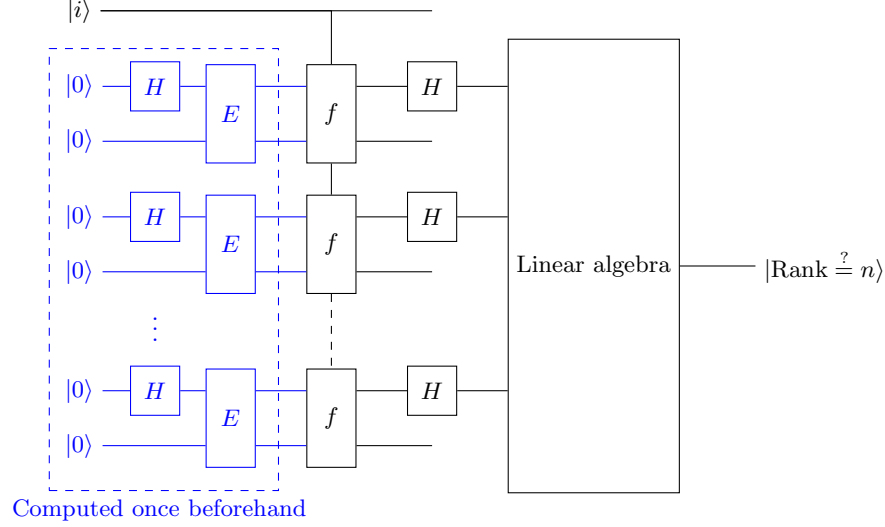 |i⟩
|0⟩ H E f H
|0⟩
|0⟩ H E f H
|0⟩
Linear algebra
|Rank ≟ n⟩
⋮
|0⟩ H E f H
|0⟩
Computed once beforehand